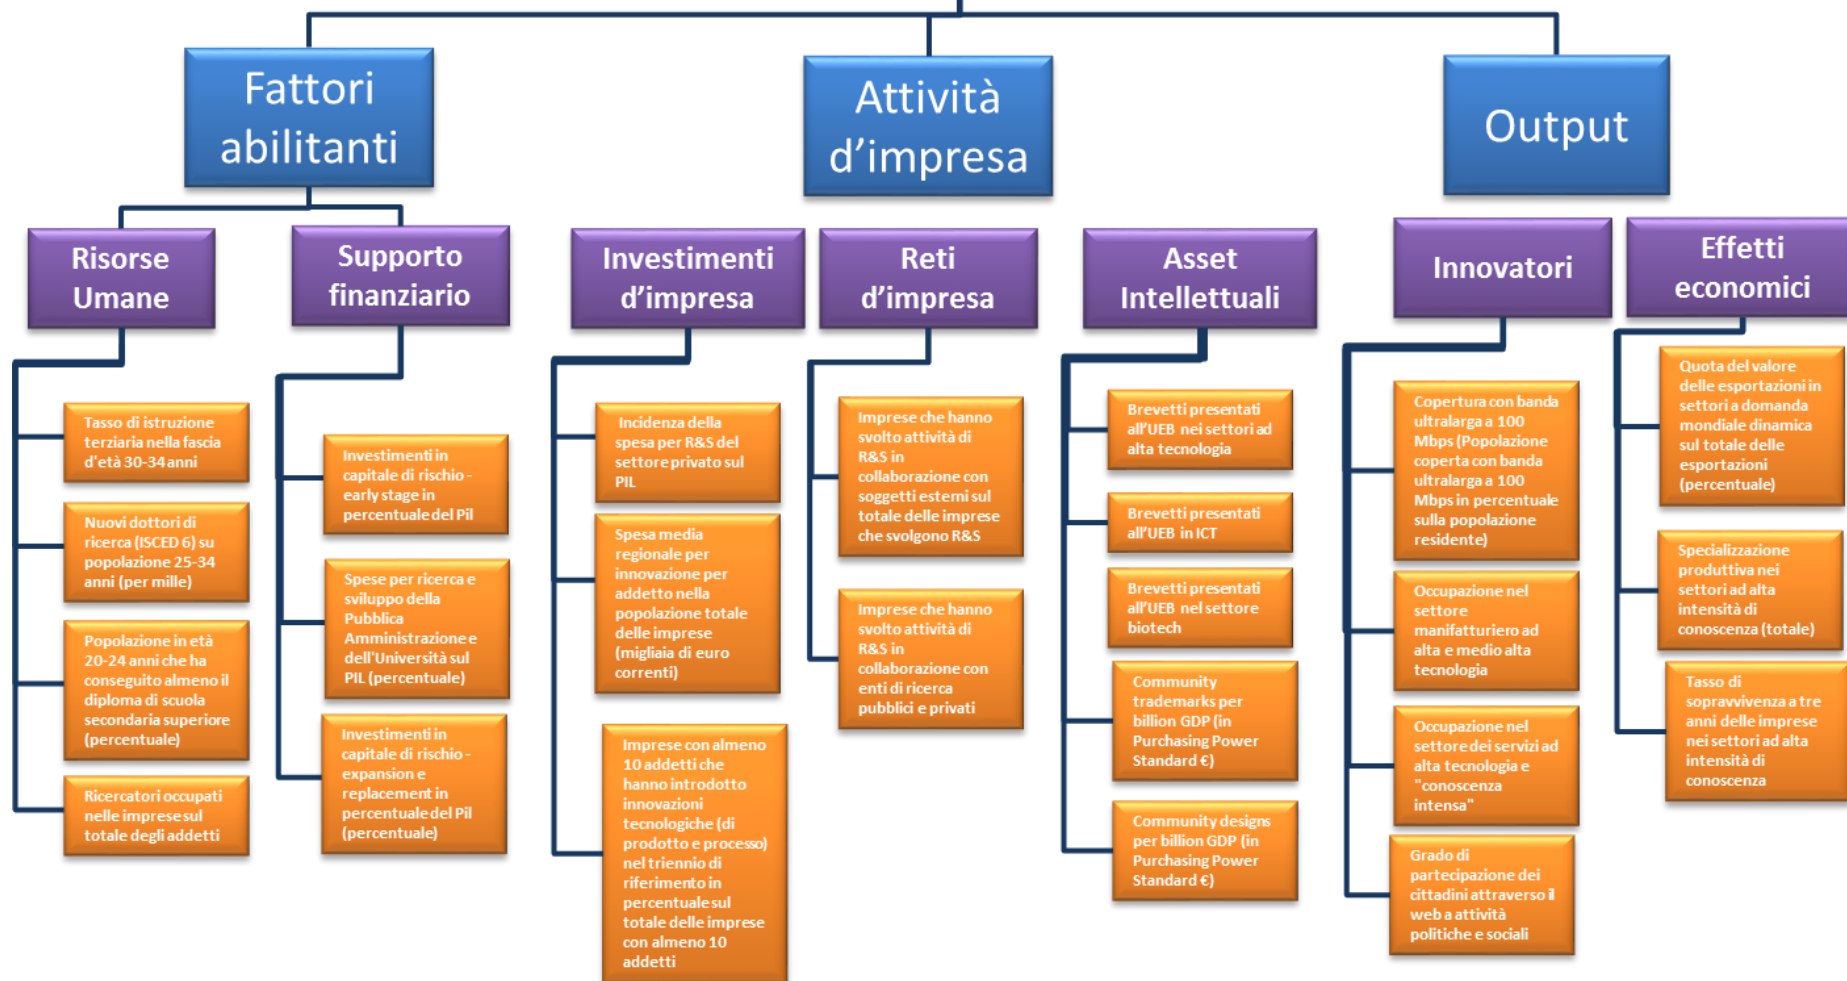 Fattori
abilitanti
Attività
d'impresa
Output
Risorse
Umane
Supporto
finanziario
Investimenti
d'impresa
Reti
d'impresa
Asset
Intellettuali
Innovatori
Effetti
economici
Tasso di istruzione
terziaria nella fascia
d'età 30-34 anni
Nuovi dottori di
ricerca (ISCED 6) su
popolazione 25-34
anni (per mille)
Popolazione in età
20-24 anni che ha
conseguito almeno il
diploma di scuola
secondaria superiore
(percentuale)
Ricercatori occupati
nelle imprese sul
totale degli addetti
Investimenti in
capitale di rischio -
early stage in
percentuale del Pil
Spese per ricerca e
sviluppo della
Pubblica
Amministrazione e
dell'Università sul
PIL (percentuale)
Investimenti in
capitale di rischio -
expansion e
replacement in
percentuale del Pil
(percentuale)
Incidenza della
spesa per R&S del
settore privato sul
PIL
Spesa media
regionale per
innovazione per
addetto nella
popolazione totale
delle imprese
(migliaia di euro
correnti)
Imprese con almeno
10 addetti che
hanno introdotto
innovazioni
tecnologiche (di
prodotto e processo)
nel triennio di
riferimento in
percentuale sul
totale delle imprese
con almeno 10
addetti
Imprese che hanno
svolto attività di
R&S in
collaborazione con
soggetti esterni sul
totale delle imprese
che svolgono R&S
Imprese che hanno
svolto attività di
R&S in
collaborazione con
enti di ricerca
pubblici e privati
Brevetti presentati
all'UEB nei settori ad
alta tecnologia
Brevetti presentati
all'UEB in ICT
Brevetti presentati
all'UEB nel settore
biotech
Community
trademarks per
billion GDP (in
Purchasing Power
Standard €)
Community designs
per billion GDP (in
Purchasing Power
Standard €)
Copertura con banda
ultralarga a 100
Mbps (Popolazione
coperta con banda
ultralarga a 100
Mbps in percentuale
sulla popolazione
residente)
Occupazione nel
settore
manifatturiero ad
alta e medio alta
tecnologia
Occupazione nel
settore dei servizi ad
alta tecnologia e
"conoscenza
intensa"
Grado di
partecipazione dei
cittadini attraverso il
web a attività
politiche e sociali
Quota del valore
delle esportazioni in
settori a domanda
mondiale dinamica
sul totale delle
esportazioni
(percentuale)
Specializzazione
produttiva nei
settori ad alta
intensità di
conoscenza (totale)
Tasso di
sopravvivenza a tre
anni delle imprese
nei settori ad alta
intensità di
conoscenza